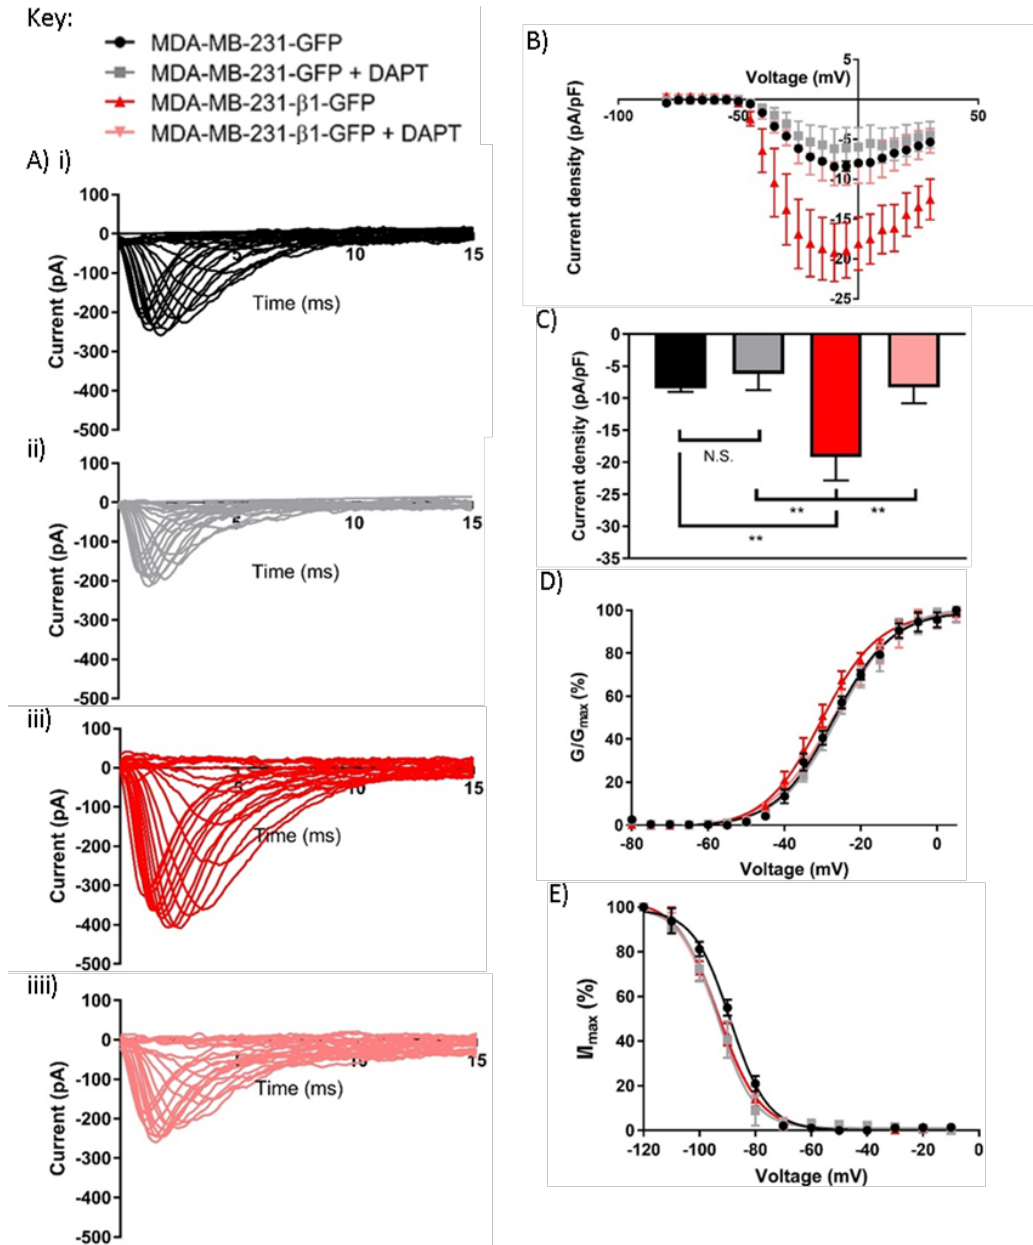 Key:
MDA-MB-231-GFP
MDA-MB-231-GFP + DAPT
MDA-MB-231-β1-GFP
MDA-MB-231-β1-GFP + DAPT
A) i)
100
0
-100
-200
-300
-400
-500
5
10
15
Current (pA)
Time (ms)
ii)
100
0
-100
-200
-300
-400
-500
5
10
15
Current (pA)
Time (ms)
iii)
100
0
-100
-200
-300
-400
-500
5
10
15
Current (pA)
Time (ms)
iiii)
100
0
-100
-200
-300
-400
-500
5
10
15
Current (pA)
Time (ms)
B)
Voltage (mV)
5
-100
-50
50
-5
-10
-15
-20
-25
Current density (pA/pF)
C)
0
-5
-10
-15
-20
-25
-30
-35
Current density (pA/pF)
N.S.
** **
**
D)
100
80
60
40
20
0
-80 -60 -40 -20 0
G/Gmax (%)
Voltage (mV)
E)
100
80
60
40
20
0
-120 -100 -80 -60 -40 -20 0
I/Imax (%)
Voltage (mV)